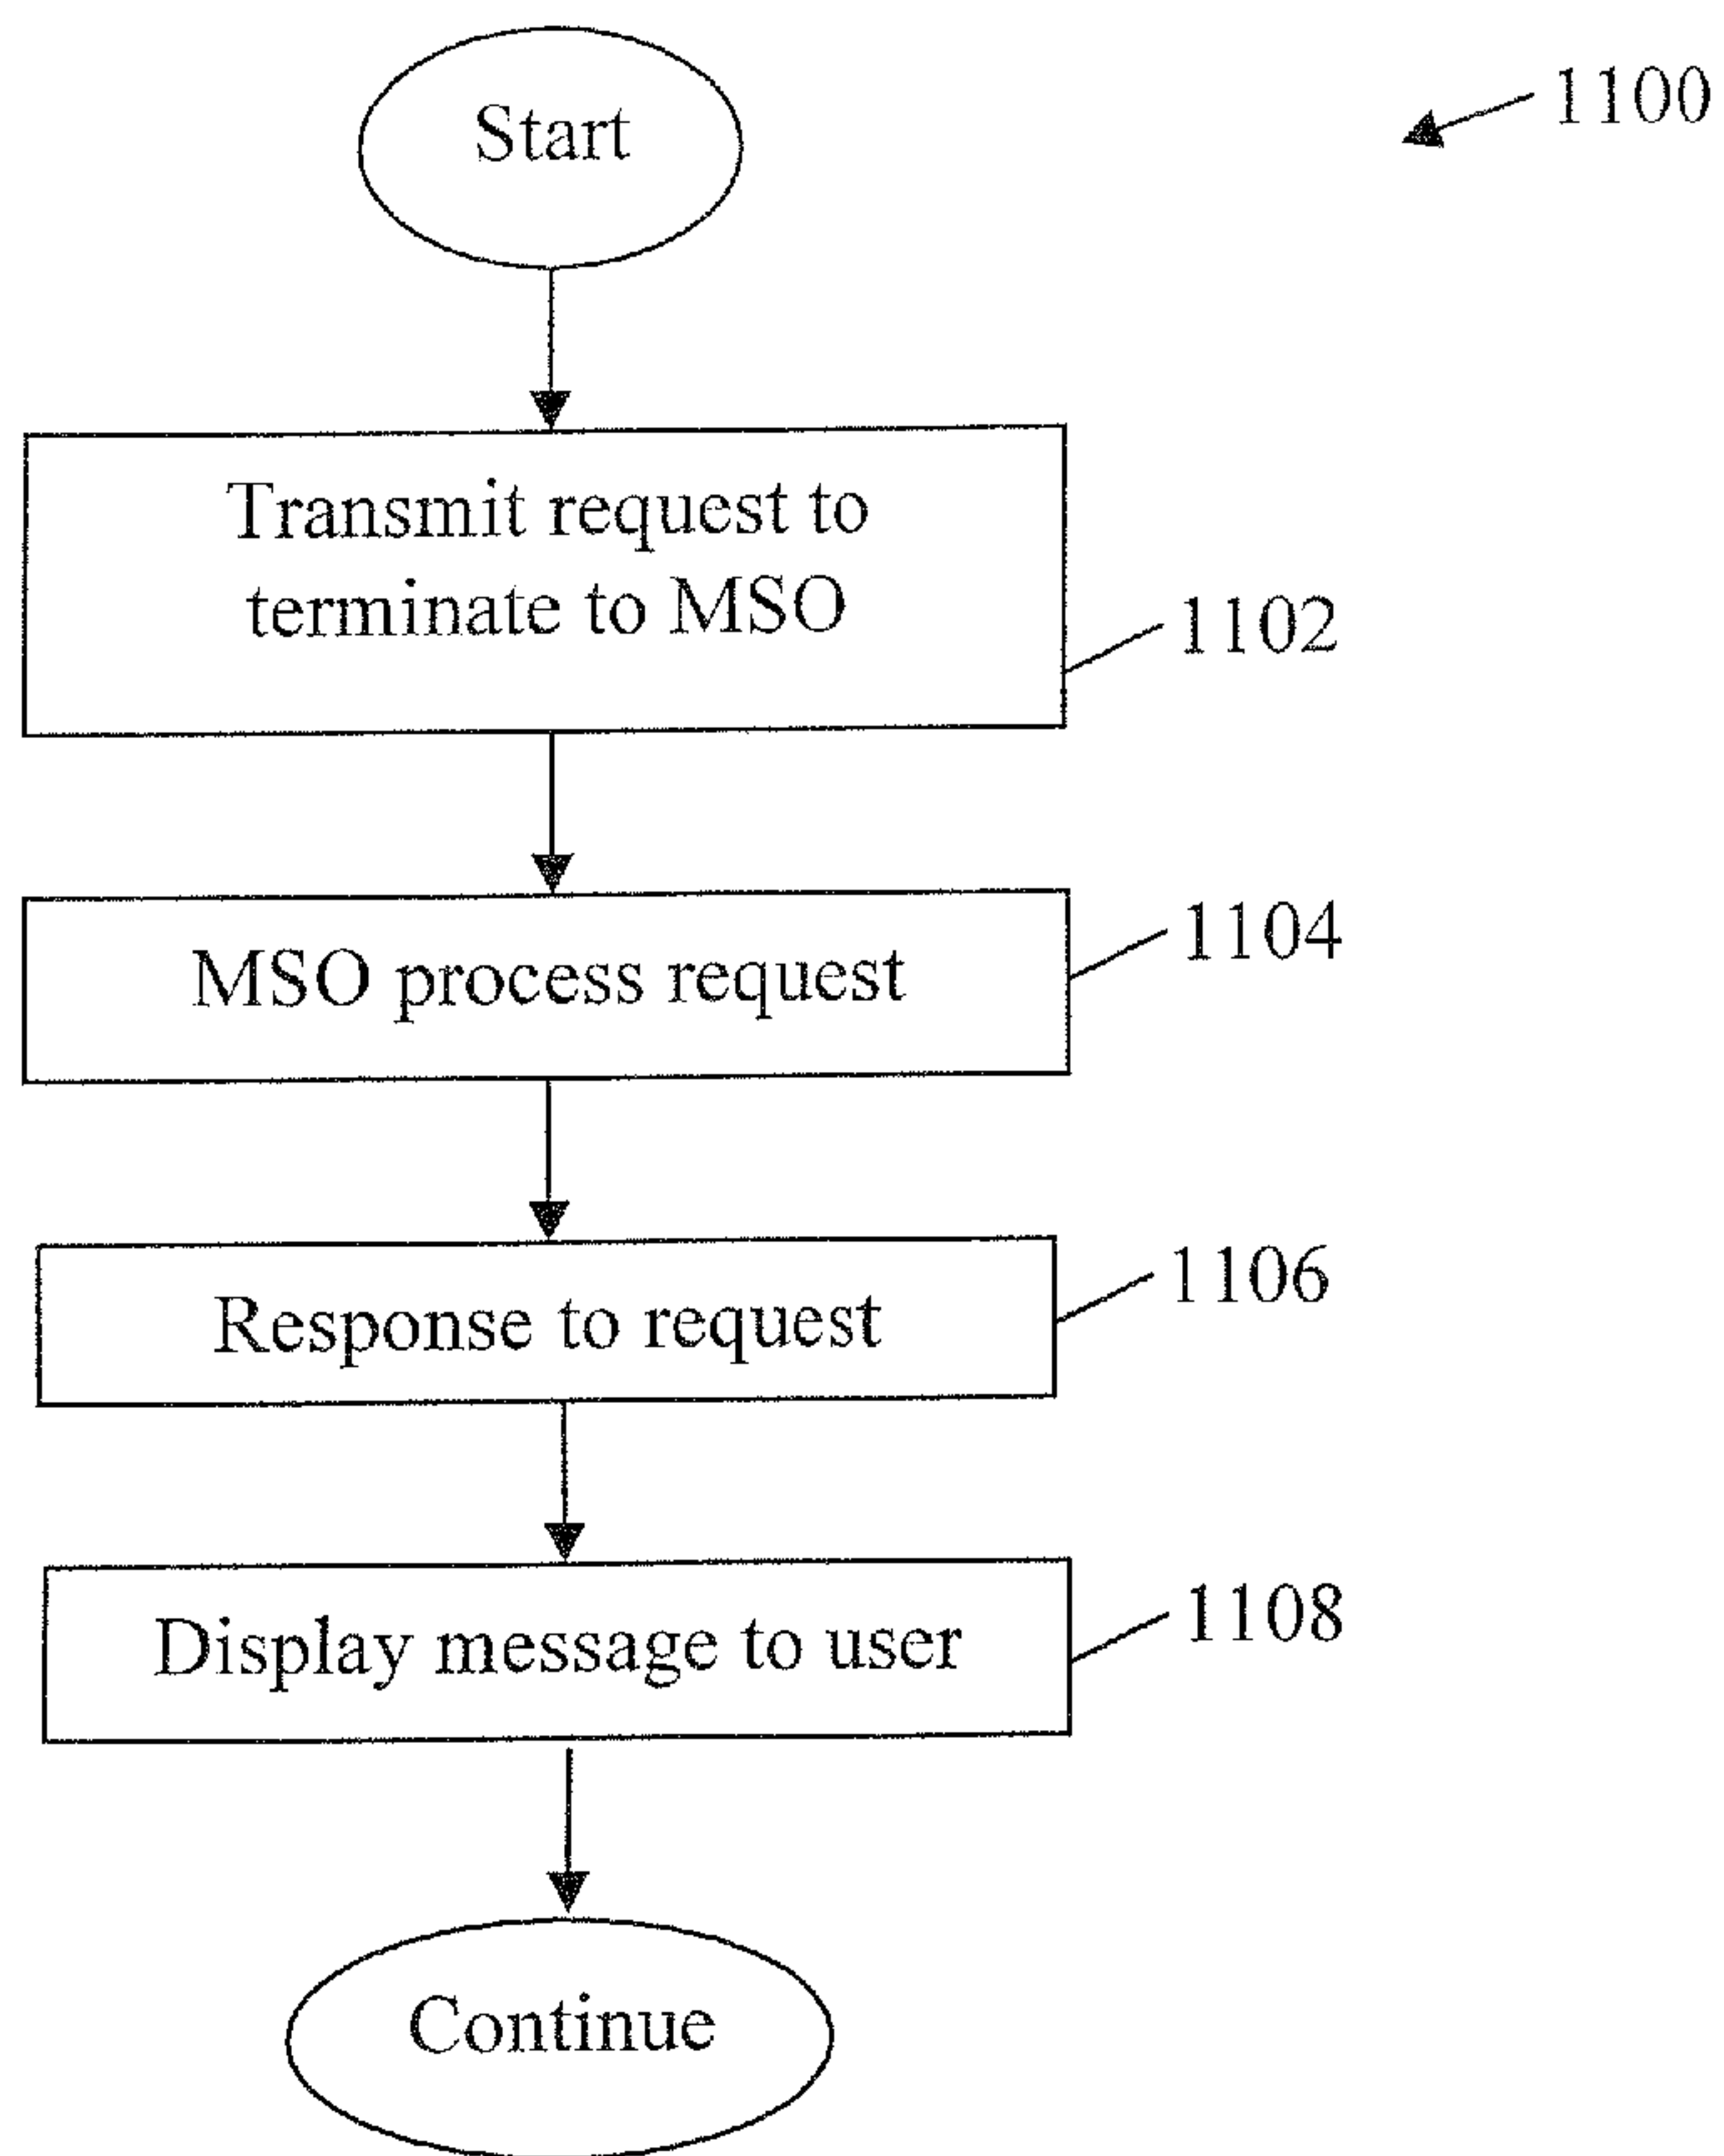 Start
1100
Transmit request to
terminate to MSO
1102
MSO process request
1104
Response to request
1106
Display message to user
1108
Continue